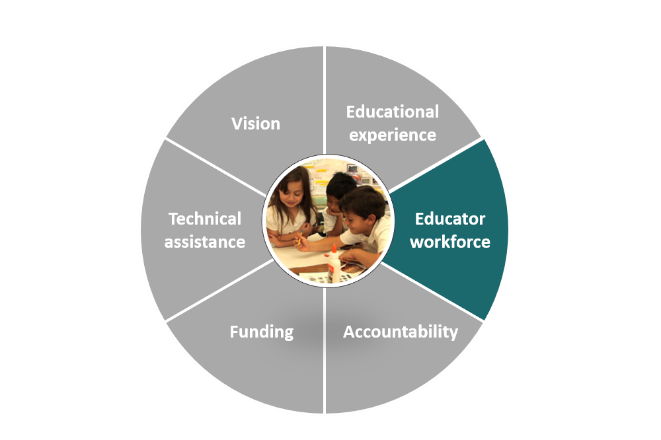 Vision
Educational
experience
Technical
assistance
Educator
workforce
Funding
Accountability